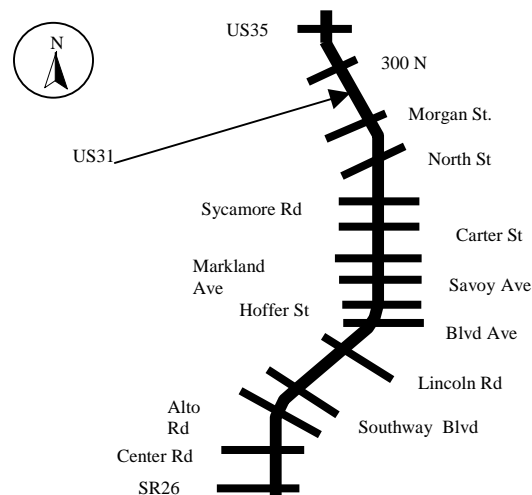 US35
N
300 N
Morgan St.
US31
North St
Sycamore Rd
Carter St
Markland
Ave
Savoy Ave
Hoffer St
Blvd Ave
Lincoln Rd
Alto
Rd
Southway Blvd
Center Rd
SR26